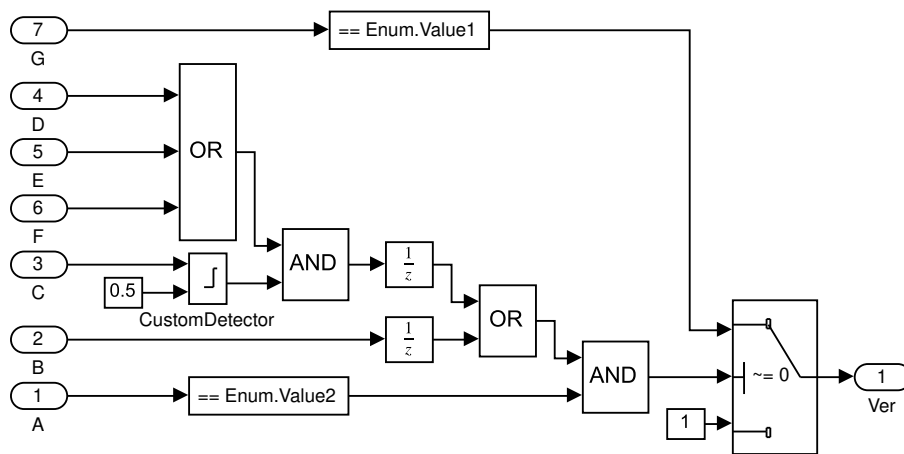 7
== Enum.Value1
G
4
D
OR
5
E
6
F
3
C
0.5
CustomDetector
AND
1
z
OR
2
B
1
z
AND
~= 0
1
Ver
1
A
== Enum.Value2
1